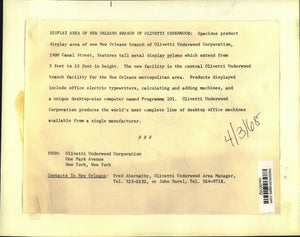 DISPLAY AREA OF NEW ORLEANS BRANCH OF OLIVETTI UNDERWOOD: Spacious product
display area of new New Orleans branch of Olivetti Underwood Corporation,
1600 Canal Street, features tall metal display prisms which extend from
5 feet to 16 feet in height. The new facility is the central Olivetti Underwood
branch facility for the New Orleans metropolitan area. Products displayed
include office electric typewriters, calculating and adding machines, and
a unique desktop-size computer named Programma 101. Olivetti Underwood
Corporation produces the world's most complete line of desktop office machines
available from a single manufacturer.
# # #
4/3/68
FROM: Olivetti Underwood Corporation
One Park Avenue
New York, New York
Contacts In New Orleans: Fred Abernathy, Olivetti Underwood Area Manager,
Tel. 523-2131, or John Burel, Tel. 524-9718.